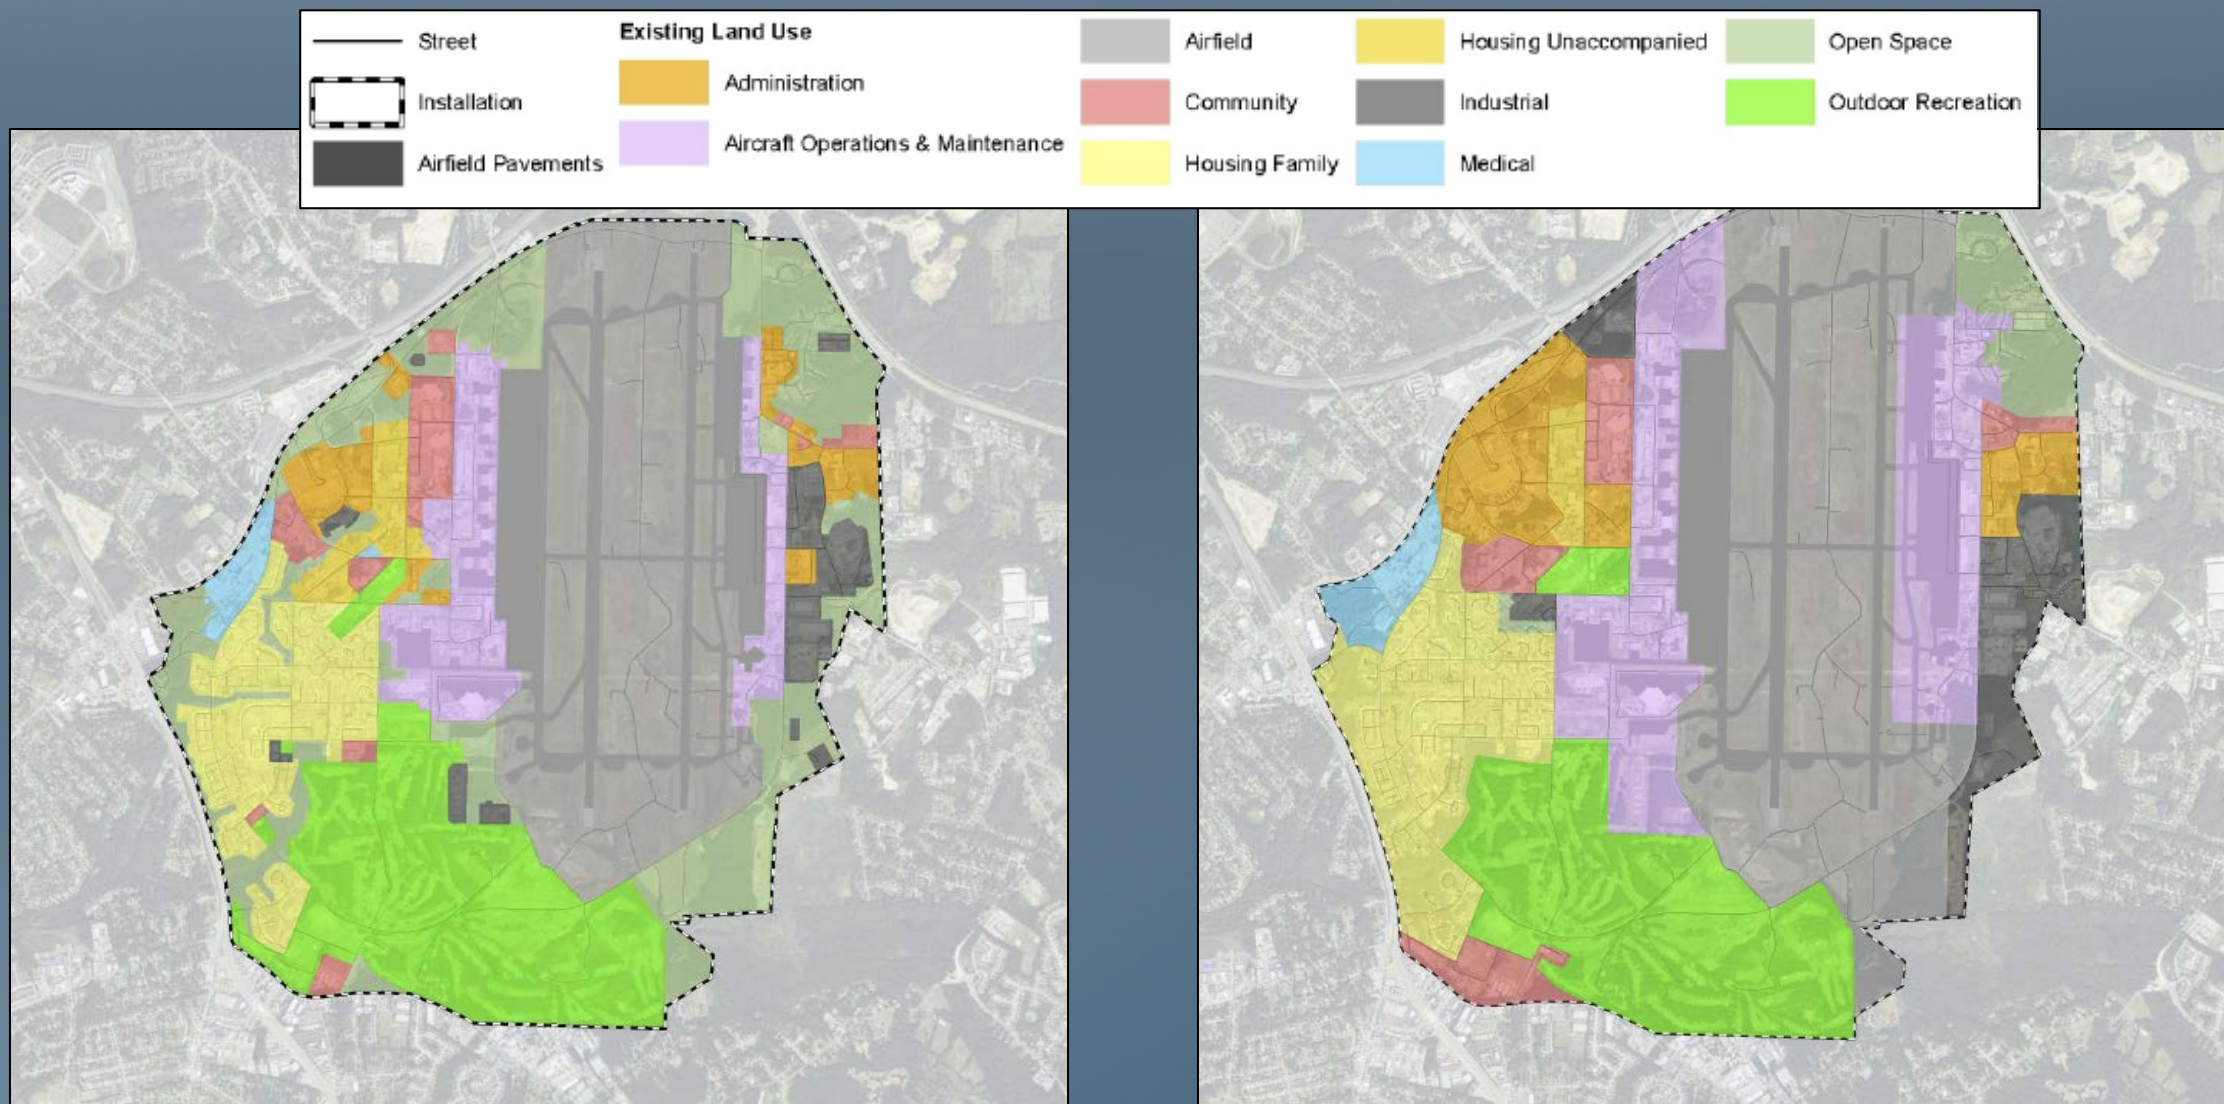 Street
Installation
Airfield Pavements
Existing Land Use
Administration
Aircraft Operations & Maintenance
Airfield
Community
Housing Family
Housing Unaccompanied
Industrial
Medical
Open Space
Outdoor Recreation